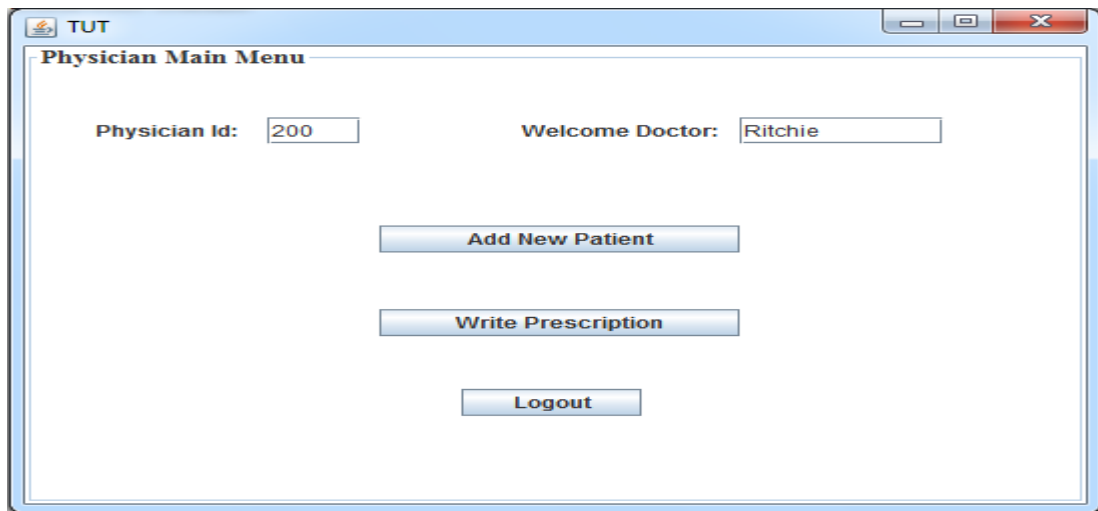 TUT
Physician Main Menu
Physician Id: 200 Welcome Doctor: Ritchie
Add New Patient
Write Prescription
Logout